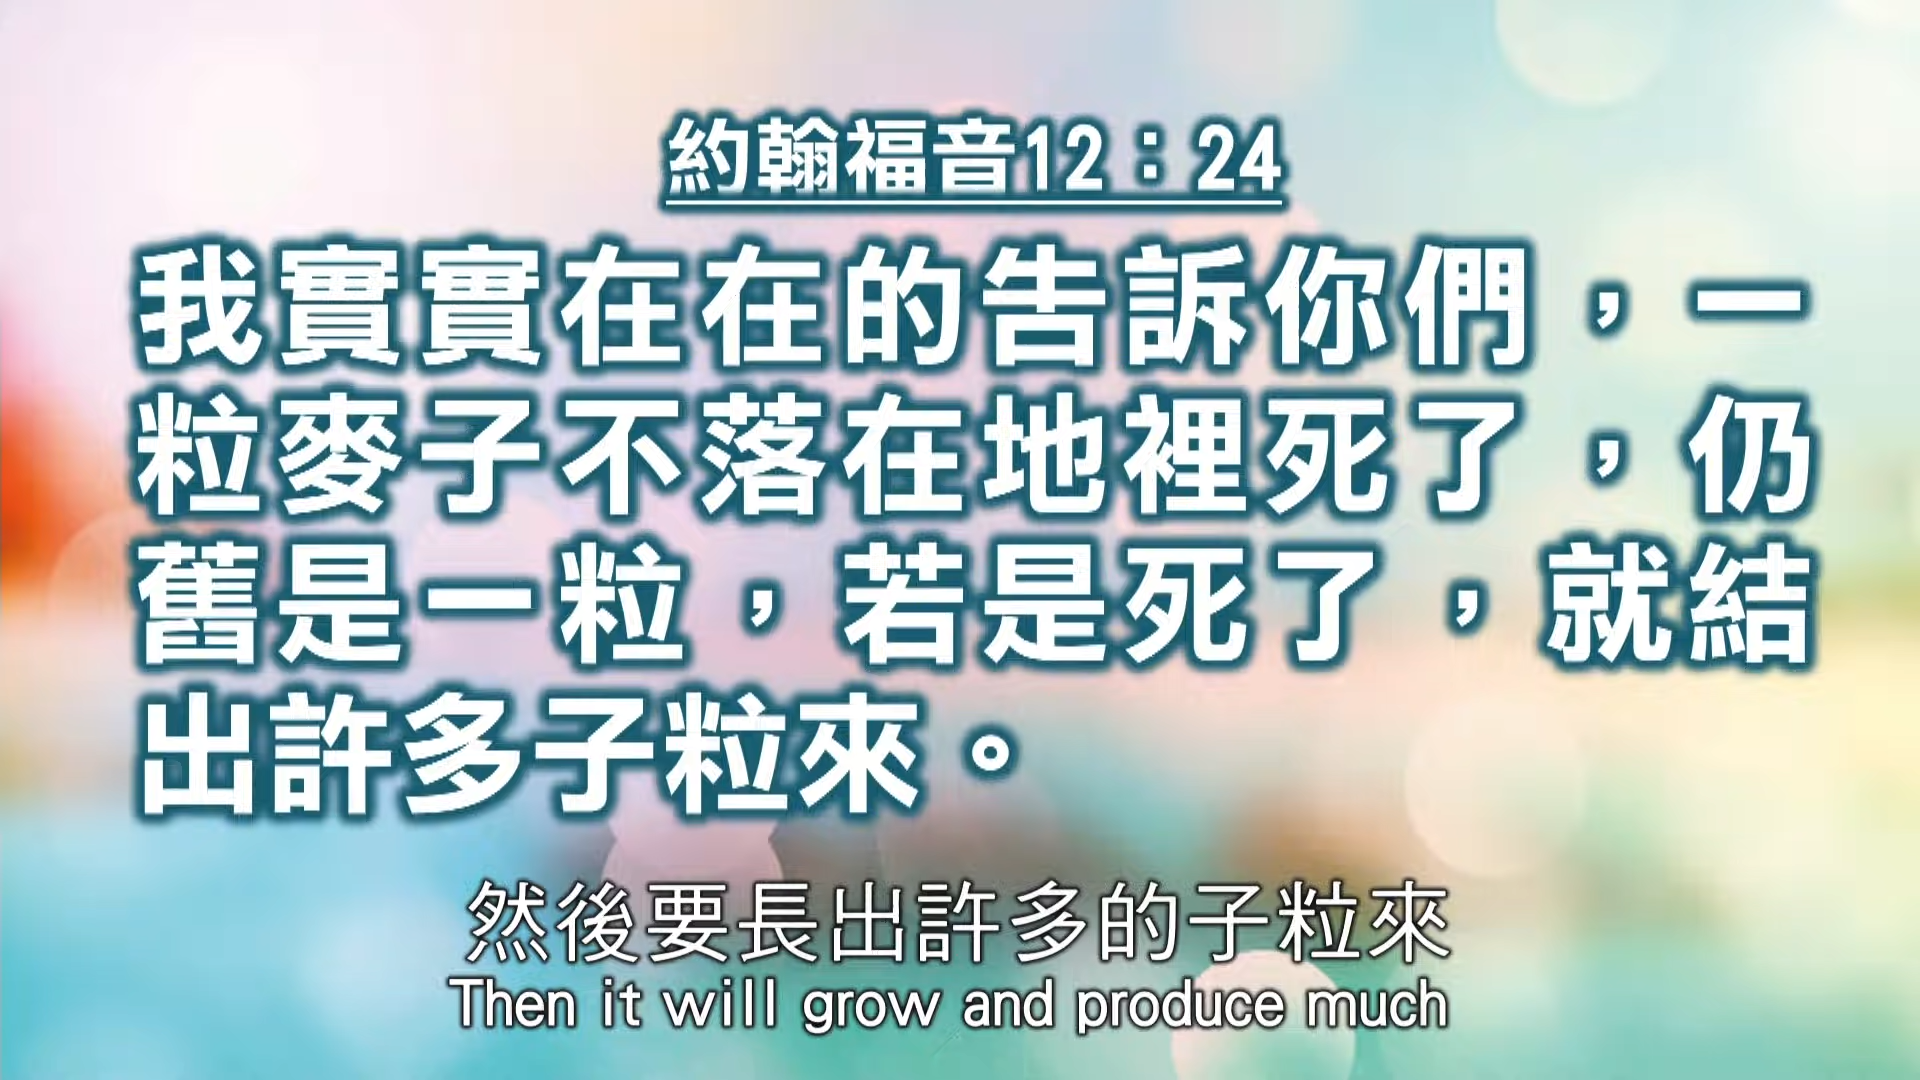 約翰福音12：24
我實實在在的告訴你們，一
粒麥子不落在地裡死了，仍
舊是一粒，若是死了，就結
出許多子粒來。
然後要長出許多的子粒來
Then it will grow and produce much